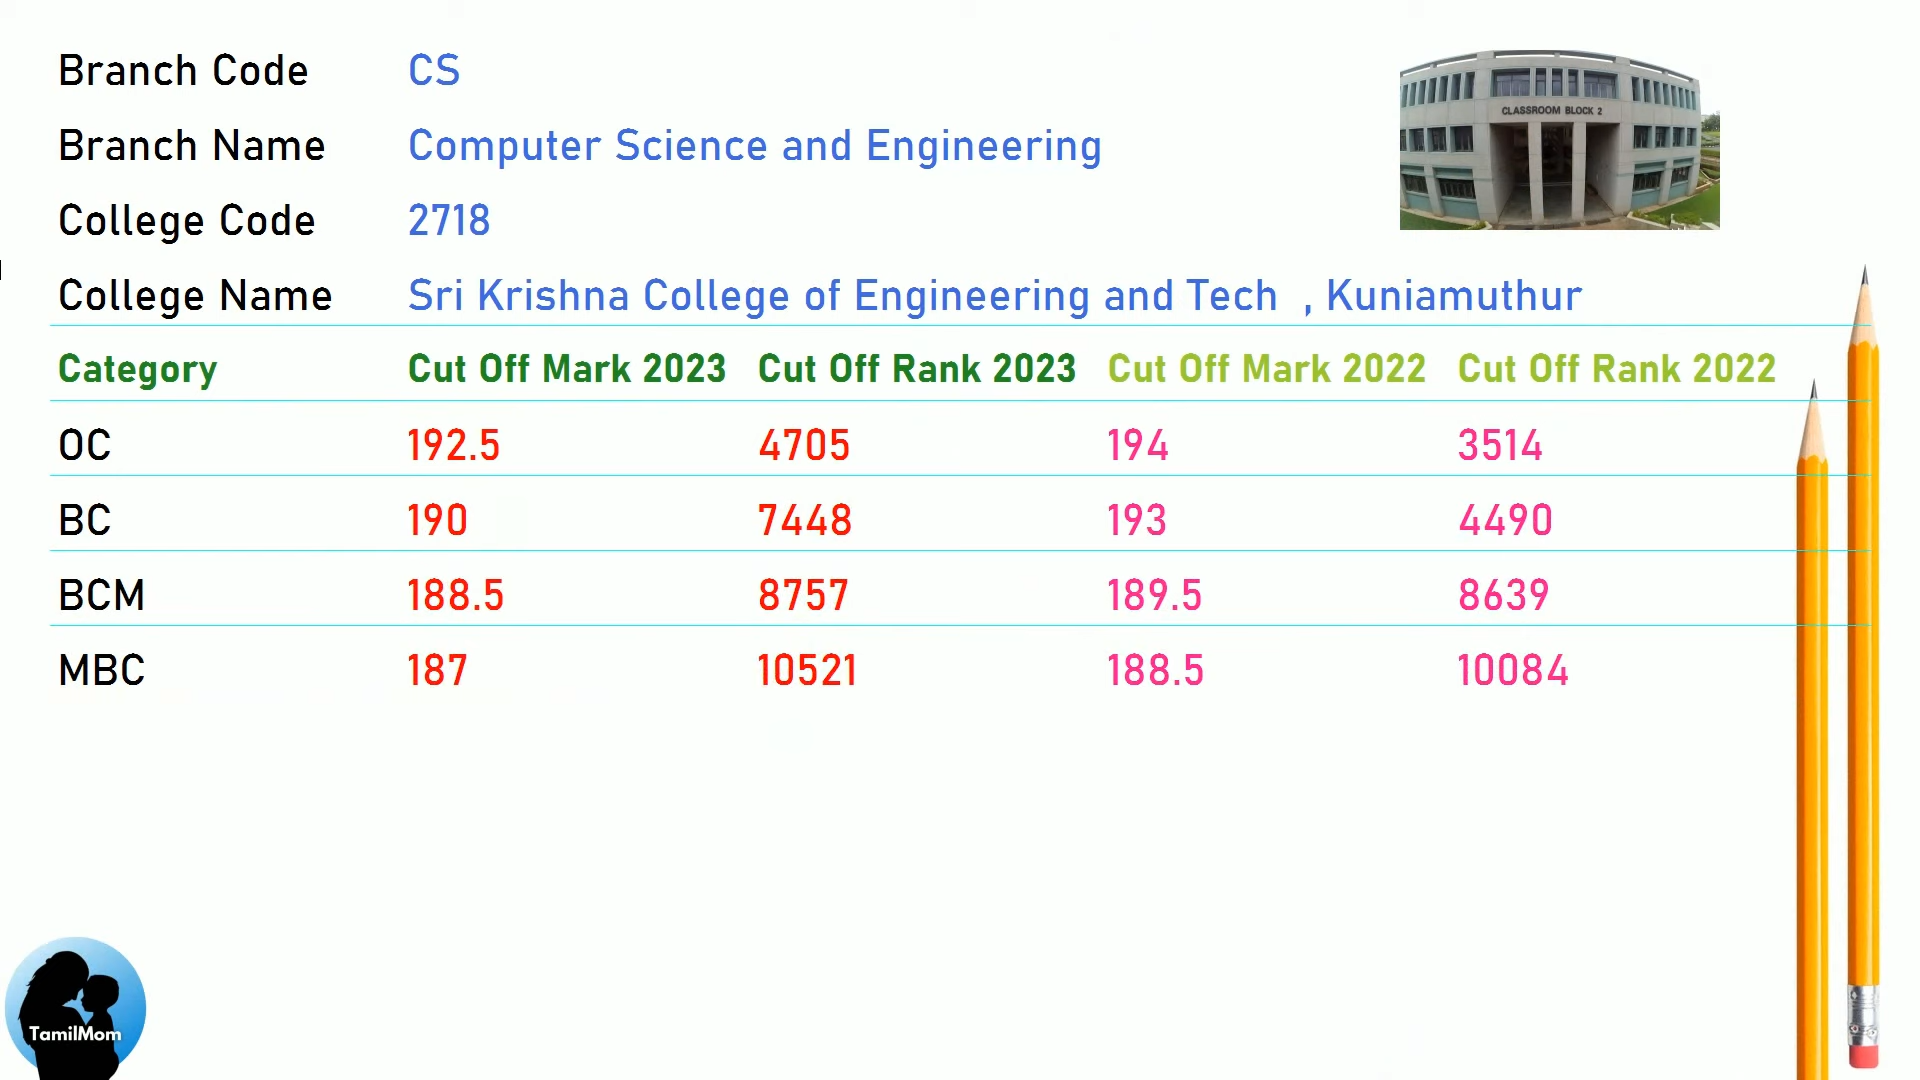 Branch Code CS
CLASSROOM BLOCK 2
Branch Name Computer Science and Engineering
College Code 2718
College Name Sri Krishna College of Engineering and Tech , Kuniamuthur
Category Cut Off Mark 2023 Cut Off Rank 2023 Cut Off Mark 2022 Cut Off Rank 2022
OC 192.5 4705 194 3514
BC 190 7448 193 4490
BCM 188.5 8757 189.5 8639
MBC 187 10521 188.5 10084
TamilMom